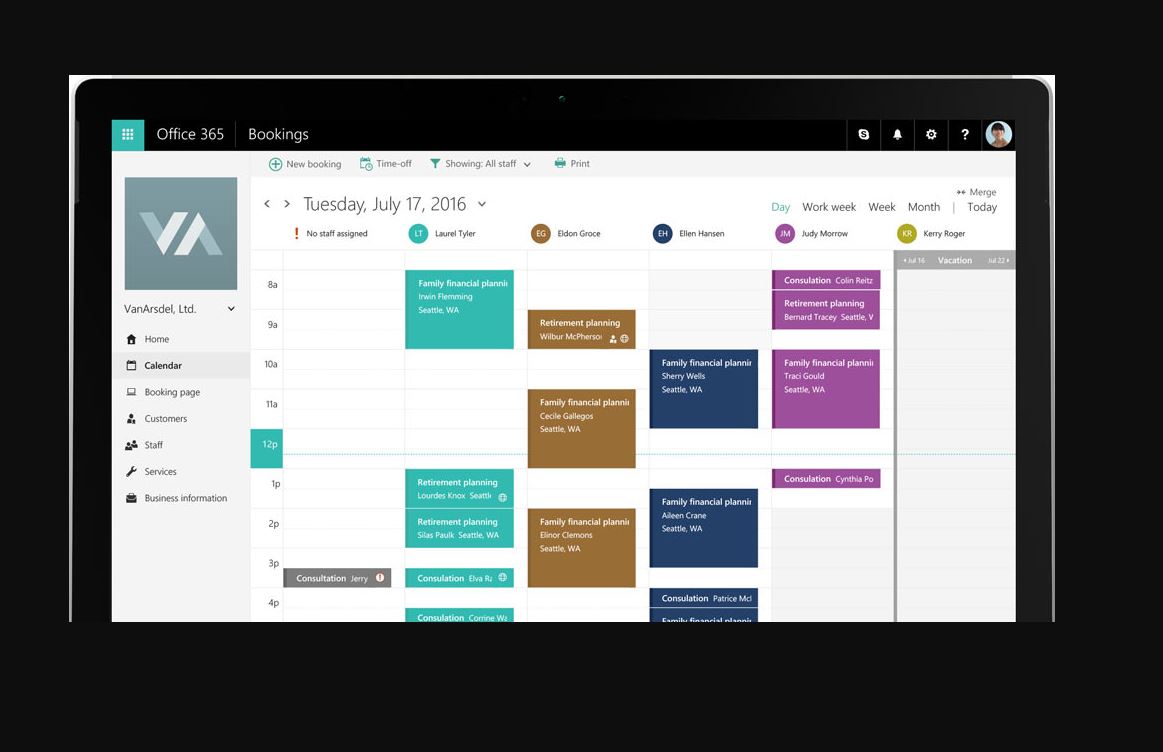 Office 365 Bookings
S
?
New booking Time-off Showing: All staff Print
VA
Tuesday, July 17, 2016
Merge
Day Work week Week Month | Today
! No staff assigned
LT Laurel Tyler
EG Eldon Groce
EH Ellen Hansen
JM Judy Morrow
KR Kerry Roger
Jul 16 Vacation Jul 22
VanArsdel, Ltd.
Home
Calendar
Booking page
Customers
Staff
Services
Business information
8a
9a
10a
11a
12p
1p
2p
3p
4p
Consultation Jerry
Family financial plannin
Irwin Flemming
Seattle, WA
Retirement planning
Lourdes Knox Seattl
Retirement planning
Silas Paulk Seattle, WA
Consulation Elva Ra
Consulation Corrine Wa
Retirement planning
Wilbur McPherson
Family financial plannin
Cecile Gallegos
Seattle, WA
Family financial plannin
Elinor Clemons
Seattle, WA
Family financial plannin
Sherry Wells
Seattle, WA
Family financial plannin
Aileen Crane
Seattle, WA
Consulation Patrice McI
Family financial plannin
Consulation Colin Reitz
Retirement planning
Bernard Tracey Seattle, V
Family financial plannin
Traci Gould
Seattle, WA
Consulation Cynthia Po